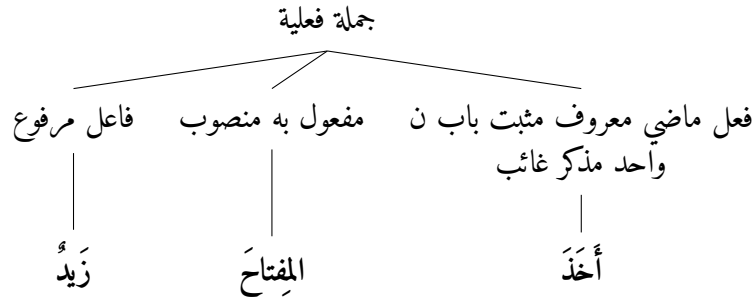 جملة فعلية
فعل ماضي معروف مثبت باب ن
واحد مذكر غائب
مفعول به منصوب
فاعل مرفوع
أَخَذَ
المِفتاحَ
زَيدٌ